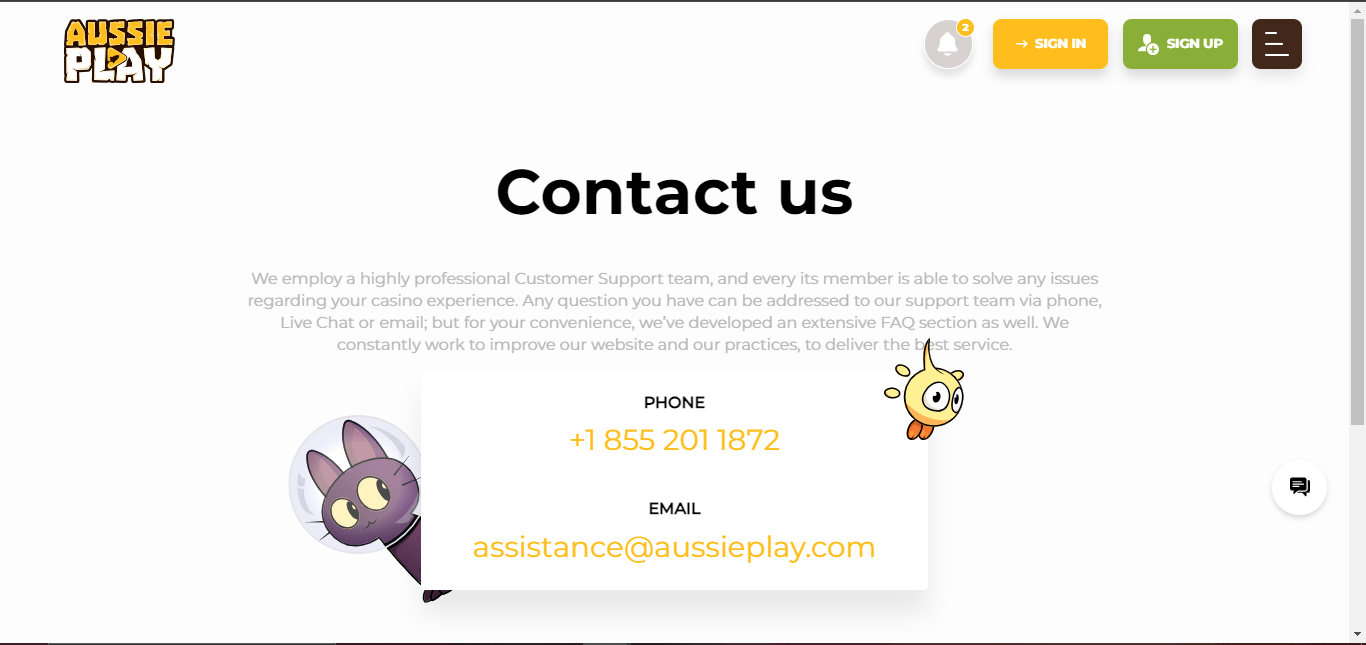 AUSSIE
PLAY
2
SIGN IN
SIGN UP
Contact us
We employ a highly professional Customer Support team, and every its member is able to solve any issues
regarding your casino experience. Any question you have can be addressed to our support team via phone,
Live Chat or email; but for your convenience, we’ve developed an extensive FAQ section as well. We
constantly work to improve our website and our practices, to deliver the best service.
PHONE
+1 855 201 1872
EMAIL
assistance@aussieplay.com